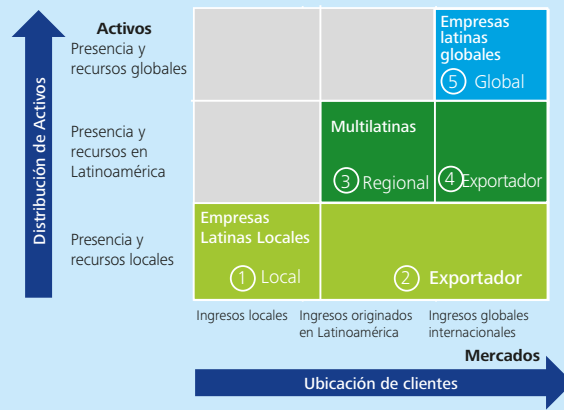 Activos
Distribución de Activos
Presencia y
recursos globales
Empresas
latinas
globales
5 Global
Presencia y
recursos en
Latinoamérica
Multilatinas
3 Regional
4 Exportador
Presencia y
recursos locales
Empresas
Latinas Locales
1 Local
2 Exportador
Ingresos locales
Ingresos originados
en Latinoamérica
Ingresos globales
internacionales
Mercados
Ubicación de clientes